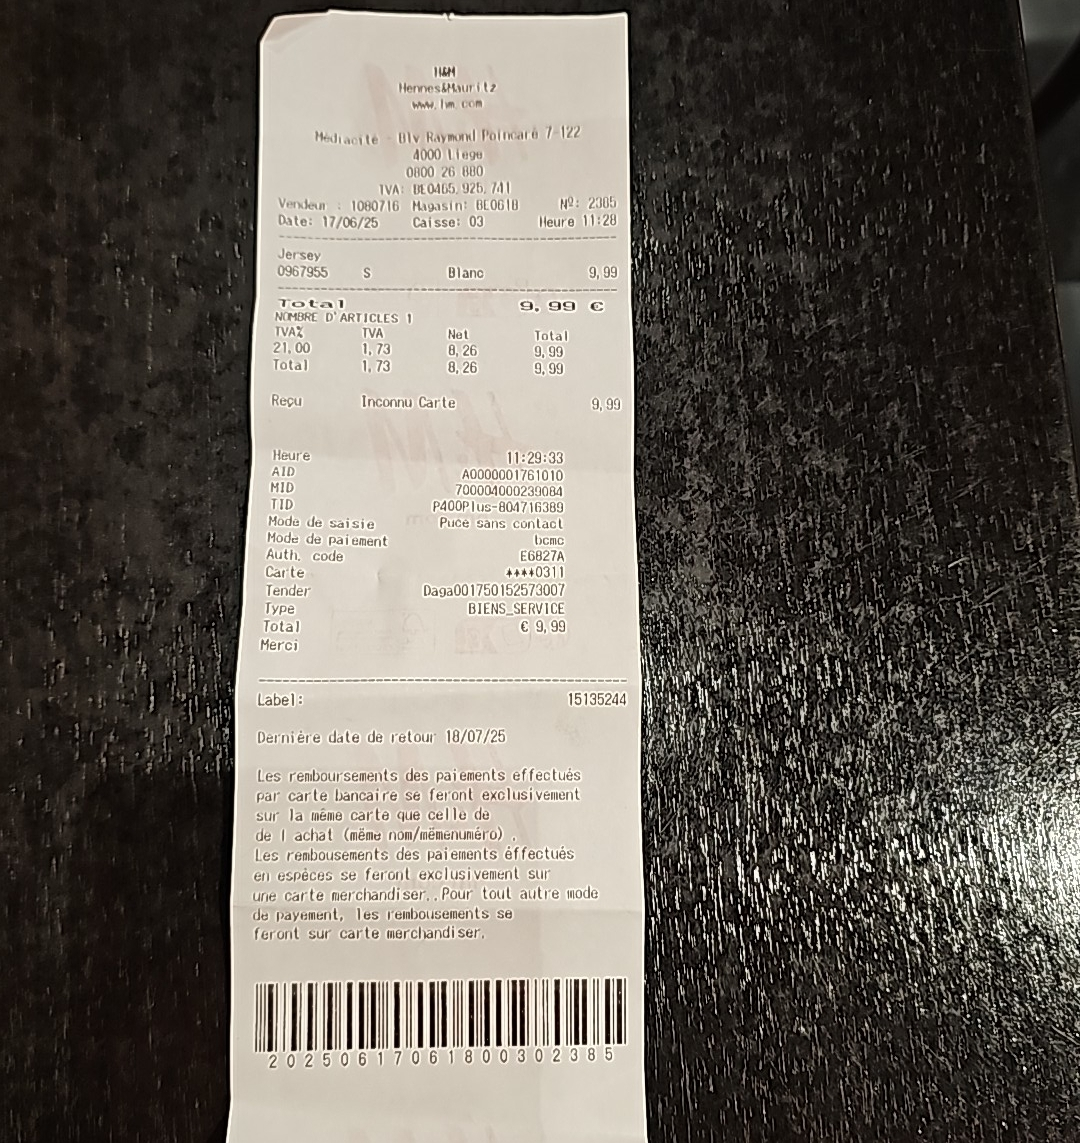 H&M
Hennes&Mauritz
www.hm.com
Médiacité - Blv Raymond Poincaré 7-122
4000 Liege
0800 26 880
TVA: BE0465.925.741
Vendeur : 1080716 Magasin: BE0618 Nº: 2385
Date: 17/06/25 Caisse: 03 Heure 11:28
Jersey
0967955 S Blanc 9,99
Total 9,99 €
NOMBRE D'ARTICLES 1
TVA% TVA Net Total
21,00 1,73 8,26 9,99
Total 1,73 8,26 9,99
Reçu Inconnu Carte 9,99
Heure 11:29:33
AID A0000001761010
MID 700004000239084
TID P400Plus-804716389
Mode de saisie Puce sans contact
Mode de paiement bcmc
Auth. code E6827A
Carte ****0311
Tender Daga001750152573007
Type BIENS_SERVICE
Total € 9,99
Merci
Label: 15135244
Dernière date de retour 18/07/25
Les remboursements des paiements effectués
par carte bancaire se feront exclusivement
sur la même carte que celle de
de l achat (même nom/mêmenuméro) .
Les rembousements des paiements éffectués
en espèces se feront exclusivement sur
une carte merchandiser..Pour tout autre mode
de payement, les rembousements se
feront sur carte merchandiser.
20250617061800302385